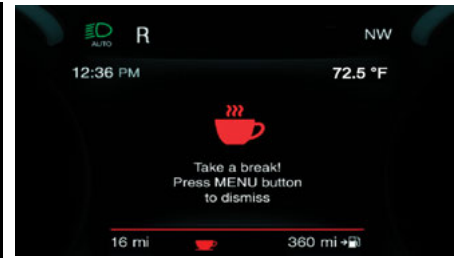 AUTO R NW
12:36 PM 72.5 °F
Take a break!
Press MENU button
to dismiss
16 mi 360 mi